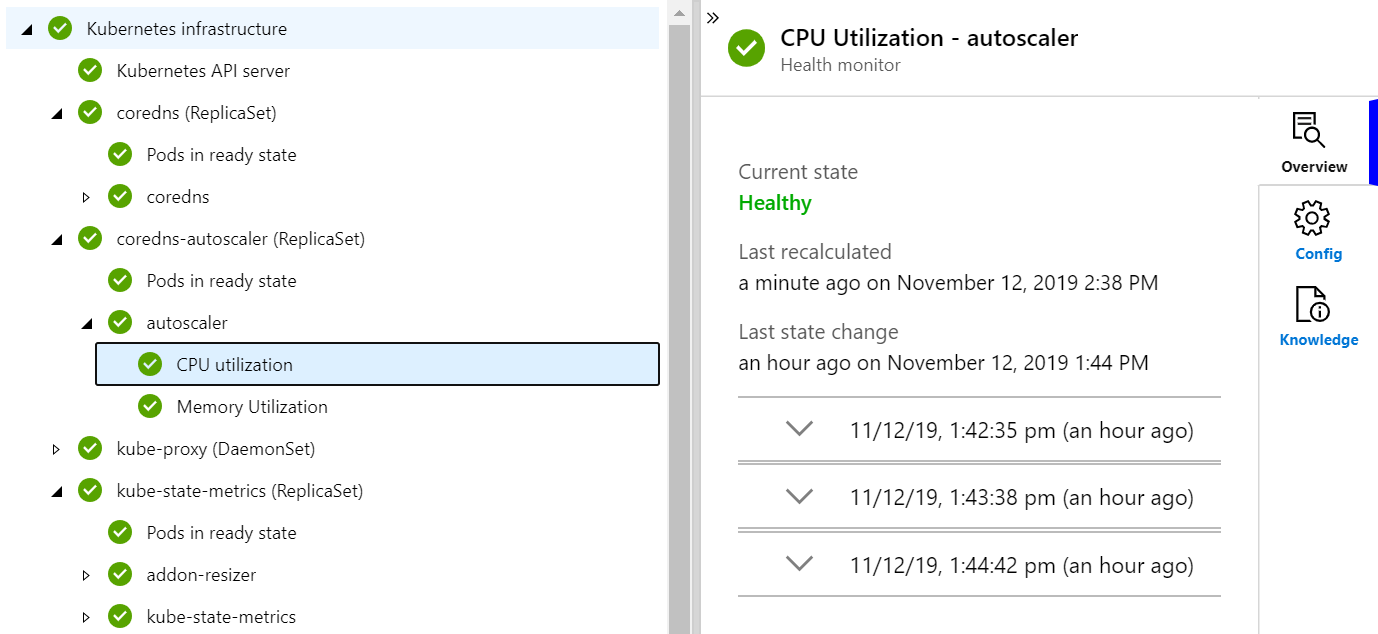 Kubernetes infrastructure
Kubernetes API server
coredns (ReplicaSet)
Pods in ready state
coredns
coredns-autoscaler (ReplicaSet)
Pods in ready state
autoscaler
CPU utilization
Memory Utilization
kube-proxy (DaemonSet)
kube-state-metrics (ReplicaSet)
Pods in ready state
addon-resizer
kube-state-metrics
CPU Utilization - autoscaler
Health monitor
Current state
Healthy
Last recalculated
a minute ago on November 12, 2019 2:38 PM
Last state change
an hour ago on November 12, 2019 1:44 PM
11/12/19, 1:42:35 pm (an hour ago)
11/12/19, 1:43:38 pm (an hour ago)
11/12/19, 1:44:42 pm (an hour ago)
Overview
Config
Knowledge